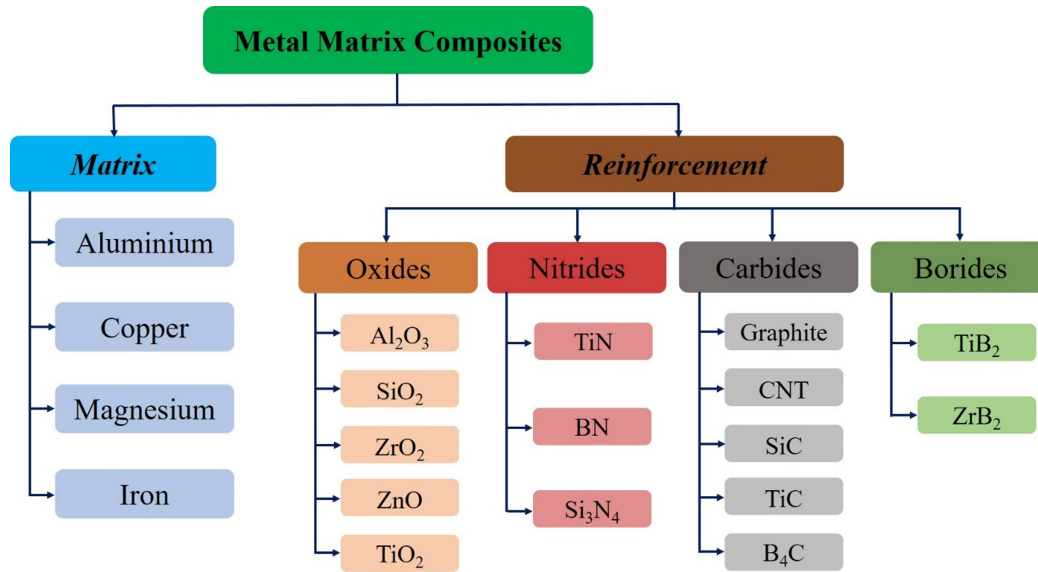 Metal Matrix Composites
Matrix
Reinforcement
Aluminium
Copper
Magnesium
Iron
Oxides
Nitrides
Carbides
Borides
Al₂O₃
SiO₂
ZrO₂
ZnO
TiO₂
TiN
BN
Si₃N₄
Graphite
CNT
SiC
TiC
B₄C
TiB₂
ZrB₂